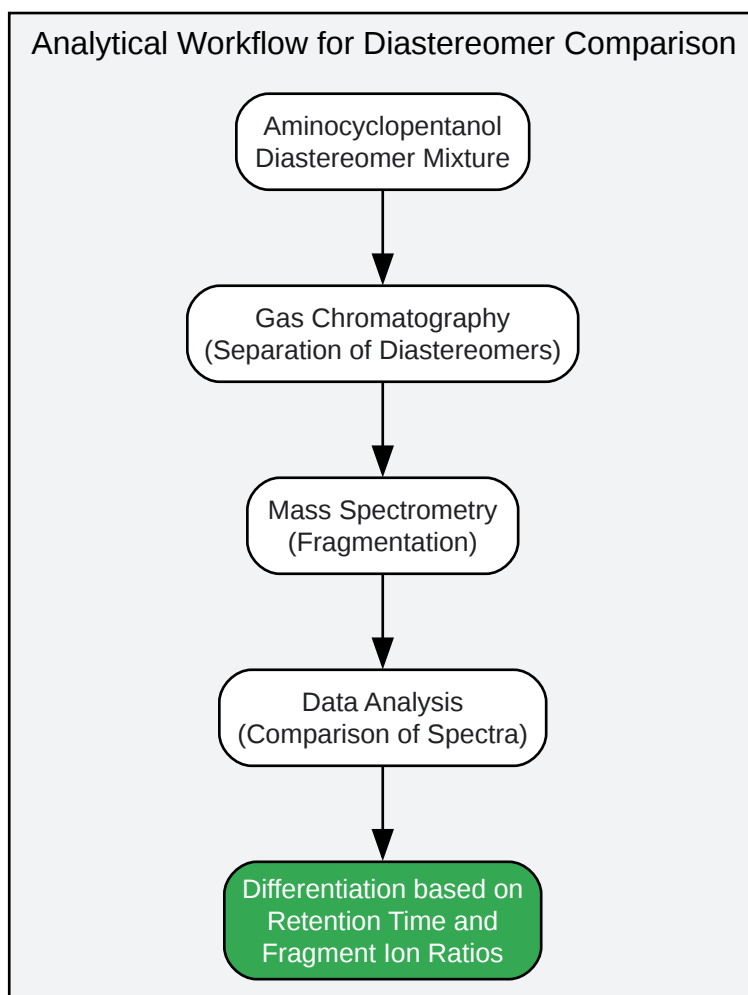 Analytical Workflow for Diastereomer Comparison
Aminocyclopentanol
Diastereomer Mixture
Gas Chromatography
(Separation of Diastereomers)
Mass Spectrometry
(Fragmentation)
Data Analysis
(Comparison of Spectra)
Differentiation based on
Retention Time and
Fragment Ion Ratios